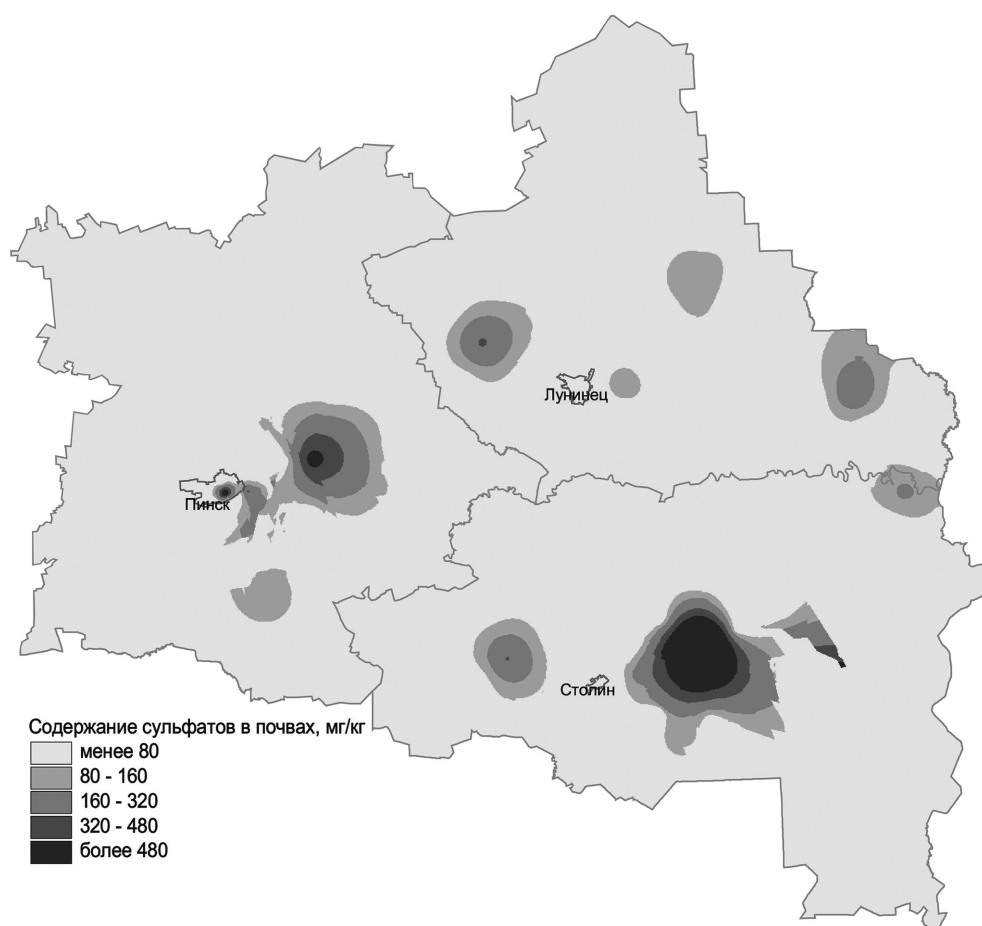 Лунинец
Пинск
Столин
Содержание сульфатов в почвах, мг/кг
менее 80
80 - 160
160 - 320
320 - 480
более 480